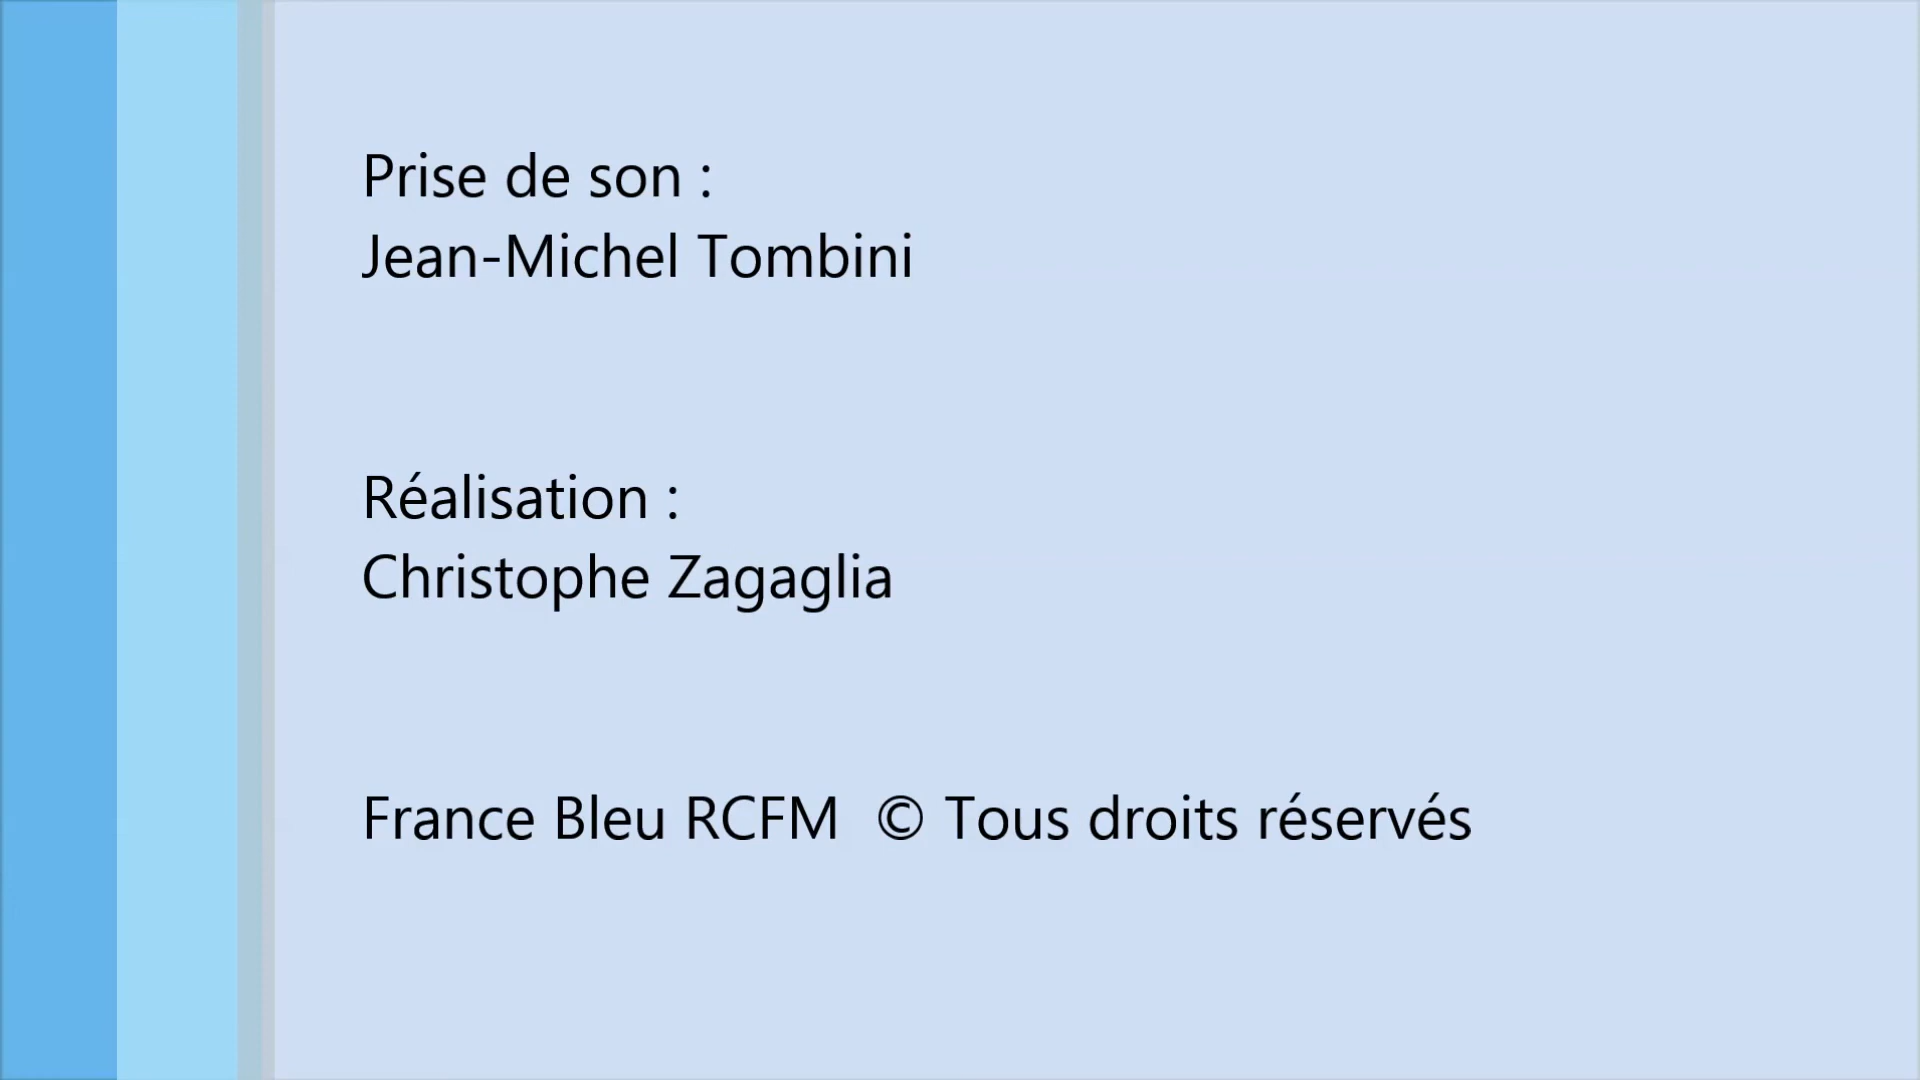 Prise de son :
Jean-Michel Tombini
Réalisation :
Christophe Zagaglia
France Bleu RCFM  © Tous droits réservés